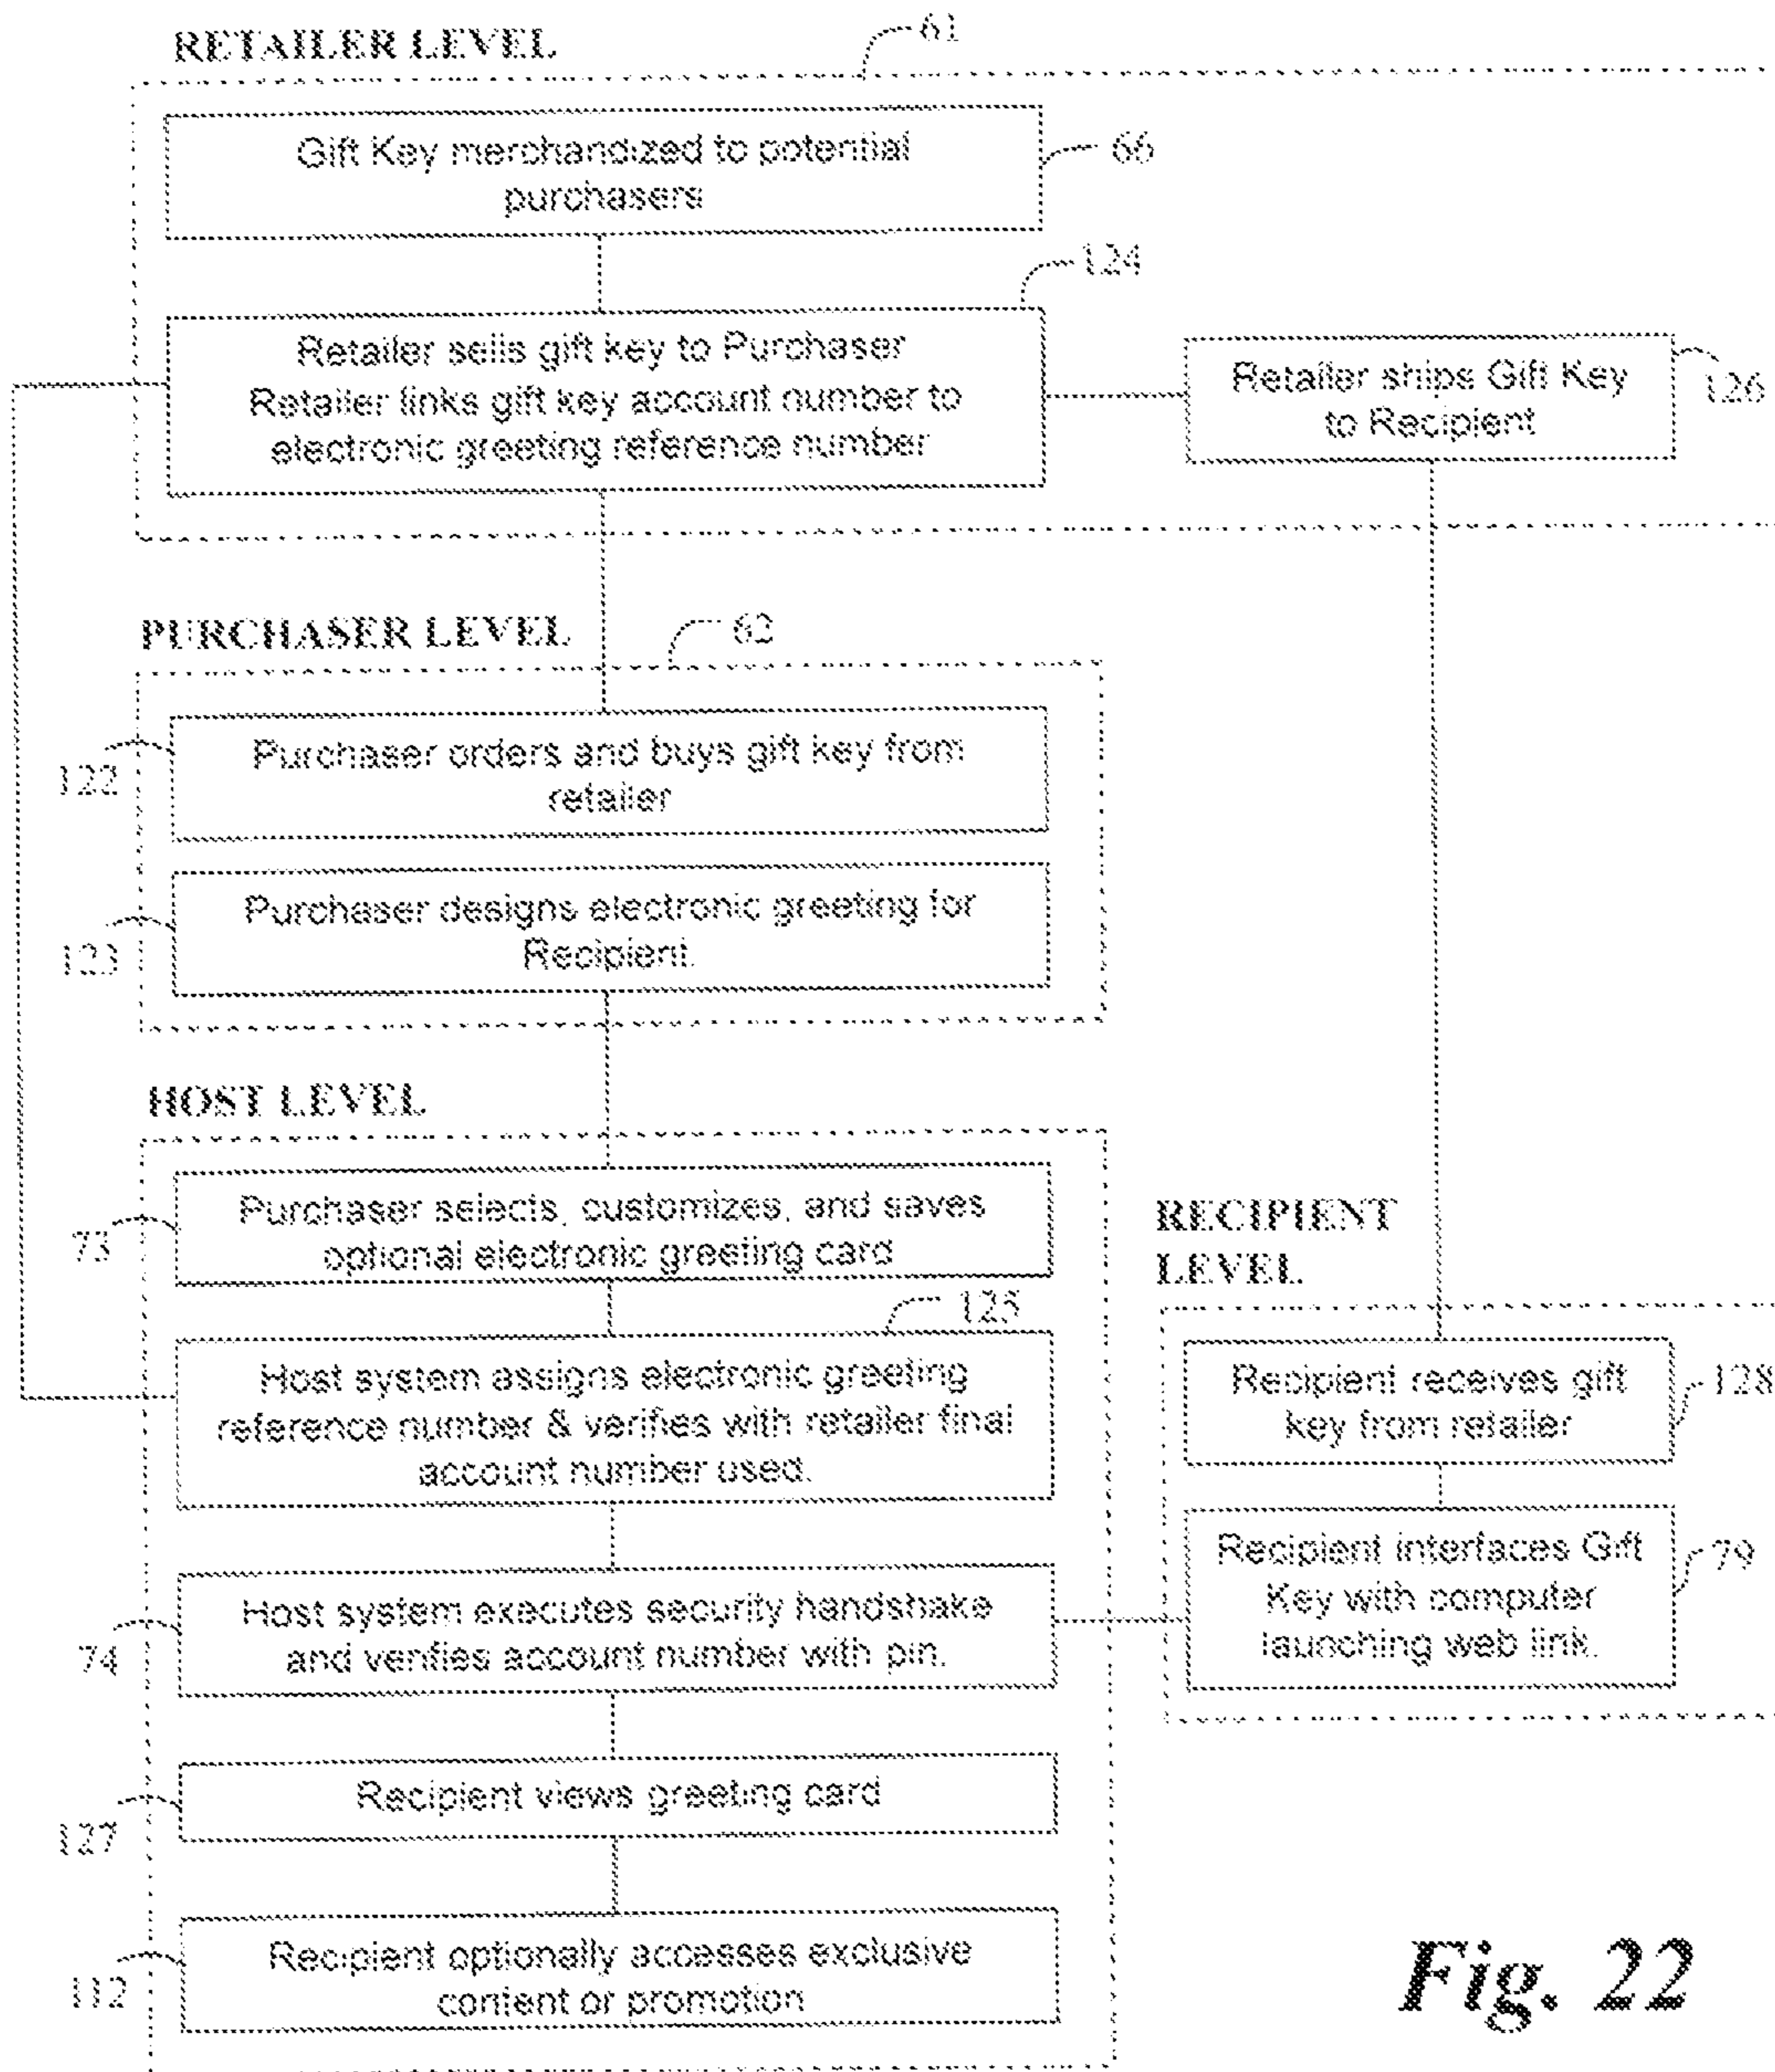 RETAILER LEVEL
61
Gift Key merchandized to potential
purchasers
66
124
Retailer sells gift key to Purchaser
Retailer links gift key account number to
electronic greeting reference number
Retailer ships Gift Key
to Recipient
126
PURCHASER LEVEL
62
Purchaser orders and buys gift key from
retailer
122
Purchaser designs electronic greeting for
Recipient.
123
HOST LEVEL
Purchaser selects, customizes, and saves
optional electronic greeting card
73
125
Host system assigns electronic greeting
reference number & verifies with retailer final
account number used.
RECIPIENT
LEVEL
Recipient receives gift
key from retailer
128
Recipient interfaces Gift
Key with computer
launching web link.
79
Host system executes security handshake
and verifies account number with pin.
74
Recipient views greeting card
127
Recipient optionally accesses exclusive
content or promotion
112
Fig. 22